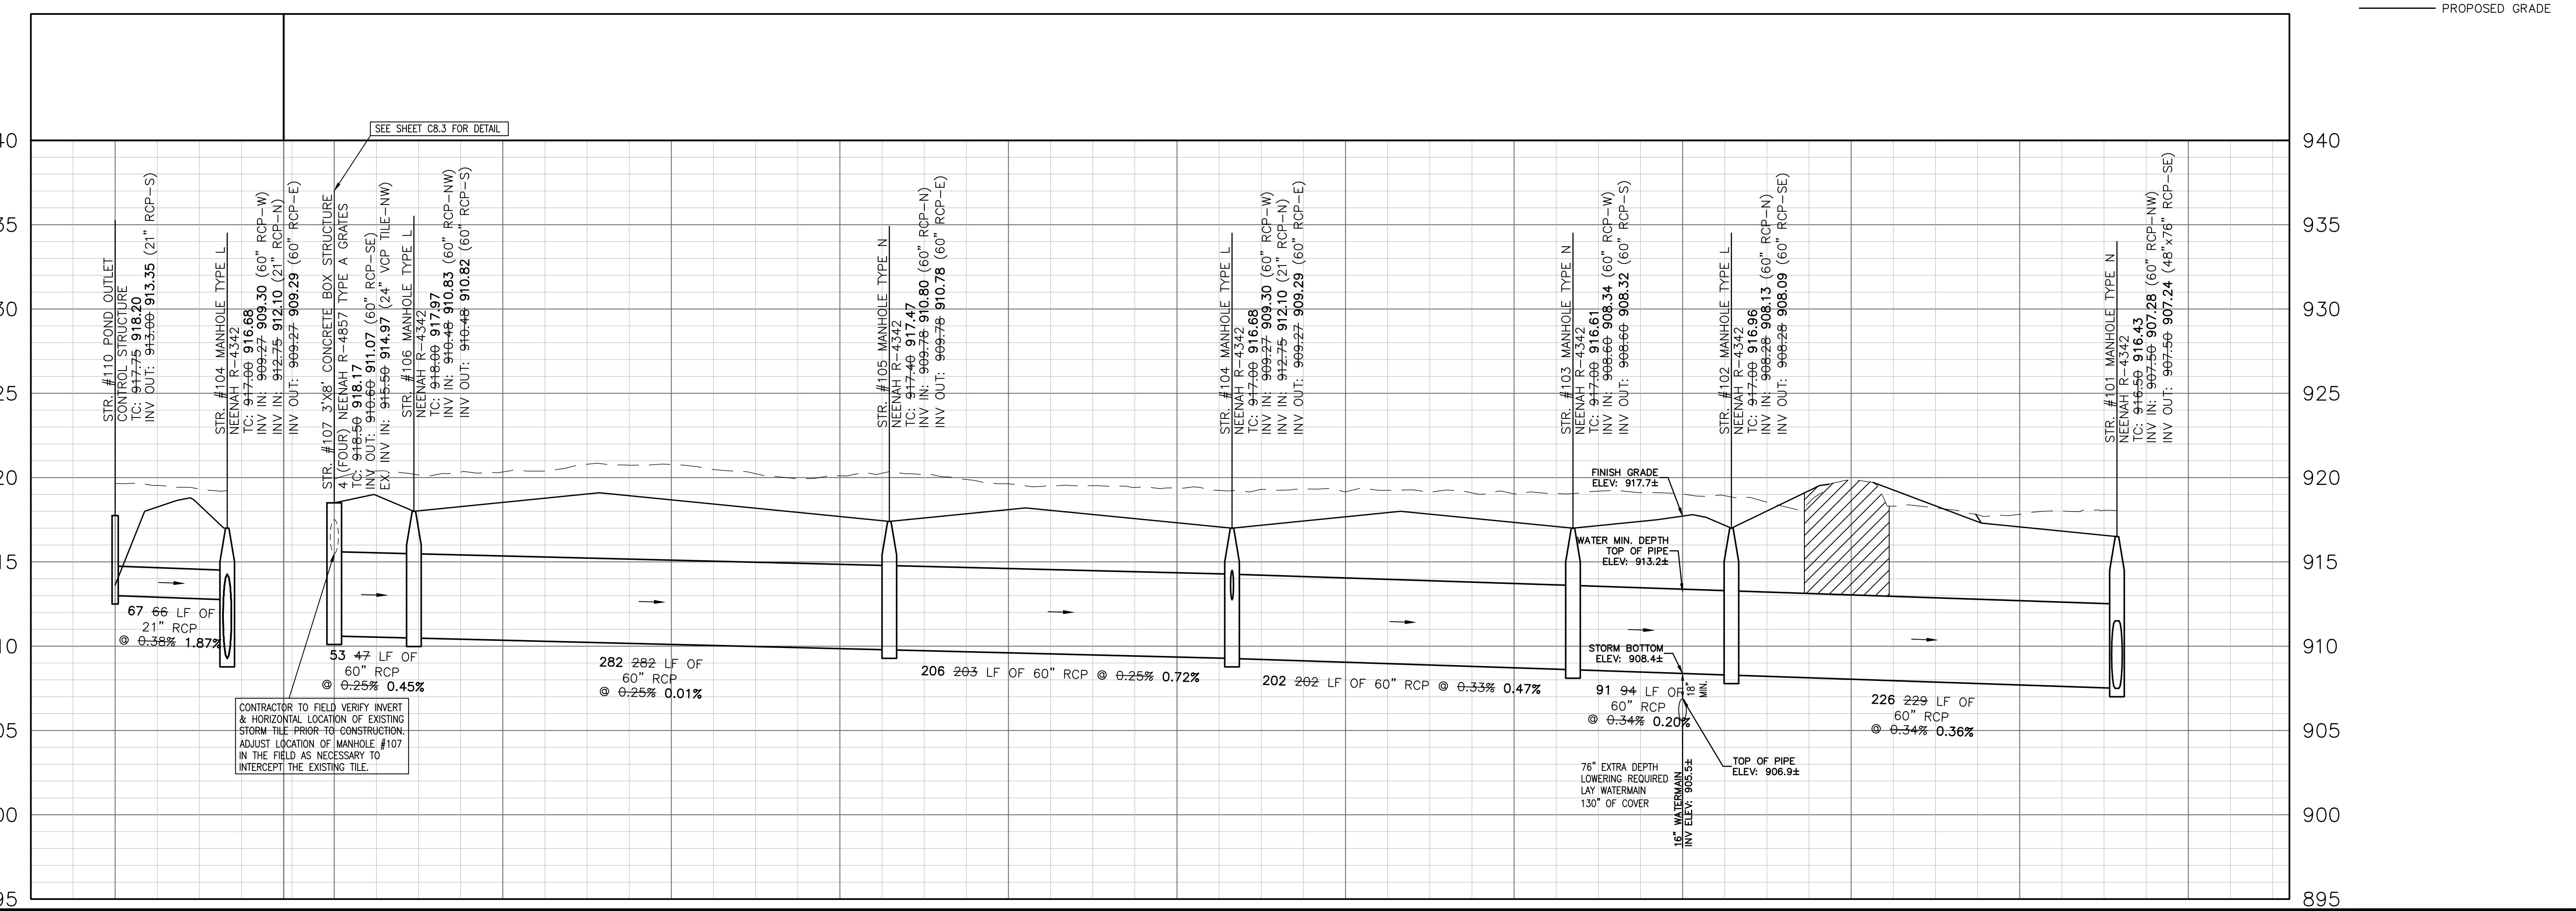 PROPOSED GRADE
SEE SHEET C8.3 FOR DETAIL
40
35
30
25
20
15
10
05
00
95
940
935
930
925
920
915
910
905
900
895
STR. #110 POND OUTLET
CONTROL STRUCTURE
TC: 917.75 918.20
INV OUT: 913.00 913.35 (21" RCP-S)
STR. #104 MANHOLE TYPE L
NEENAH R-4342
TC: 917.00 916.68
INV IN: 909.27 909.30 (60" RCP-W)
INV IN: 912.75 912.10 (21" RCP-N)
INV OUT: 909.27 909.29 (60" RCP-E)
STR. #107 3'X8' CONCRETE BOX STRUCTURE
4 (FOUR) NEENAH R-4857 TYPE A GRATES
TC: 918.50 918.17
INV OUT: 910.60 911.07 (60" RCP-SE)
EX. INV IN: 915.50 914.97 (24" VCP TILE-NW)
STR. #106 MANHOLE TYPE L
NEENAH R-4342
TC: 918.00 917.97
INV IN: 910.48 910.83 (60" RCP-NW)
INV OUT: 910.48 910.82 (60" RCP-S)
STR. #105 MANHOLE TYPE N
NEENAH R-4342
TC: 917.40 917.47
INV IN: 909.78 910.80 (60" RCP-N)
INV OUT: 909.78 910.78 (60" RCP-E)
STR. #104 MANHOLE TYPE L
NEENAH R-4342
TC: 917.00 916.68
INV IN: 909.27 909.30 (60" RCP-W)
INV IN: 912.75 912.10 (21" RCP-N)
INV OUT: 909.27 909.29 (60" RCP-E)
STR. #103 MANHOLE TYPE N
NEENAH R-4342
TC: 917.00 916.61
INV IN: 908.60 908.34 (60" RCP-W)
INV OUT: 908.60 908.32 (60" RCP-S)
STR. #102 MANHOLE TYPE L
NEENAH R-4342
TC: 917.00 916.96
INV IN: 908.28 908.13 (60" RCP-N)
INV OUT: 908.28 908.09 (60" RCP-SE)
STR. #101 MANHOLE TYPE N
NEENAH R-4342
TC: 916.50 916.43
INV IN: 907.50 907.28 (60" RCP-NW)
INV OUT: 907.50 907.24 (48"x76" RCP-SE)
FINISH GRADE
ELEV: 917.7±
WATER MIN. DEPTH
TOP OF PIPE
ELEV: 913.2±
STORM BOTTOM
ELEV: 908.4±
67 66 LF OF
21" RCP
@ 0.38% 1.87%
53 47 LF OF
60" RCP
@ 0.25% 0.45%
282 282 LF OF
60" RCP
@ 0.25% 0.01%
206 203 LF OF 60" RCP @ 0.25% 0.72%
202 202 LF OF 60" RCP @ 0.33% 0.47%
91 94 LF OF
60" RCP
@ 0.34% 0.20%
18"
MIN.
226 229 LF OF
60" RCP
@ 0.34% 0.36%
CONTRACTOR TO FIELD VERIFY INVERT
& HORIZONTAL LOCATION OF EXISTING
STORM TILE PRIOR TO CONSTRUCTION.
ADJUST LOCATION OF MANHOLE #107
IN THE FIELD AS NECESSARY TO
INTERCEPT THE EXISTING TILE.
76" EXTRA DEPTH
LOWERING REQUIRED
LAY WATERMAIN
130" OF COVER
16" WATERMAIN
INV ELEV: 905.5±
TOP OF PIPE
ELEV: 906.9±